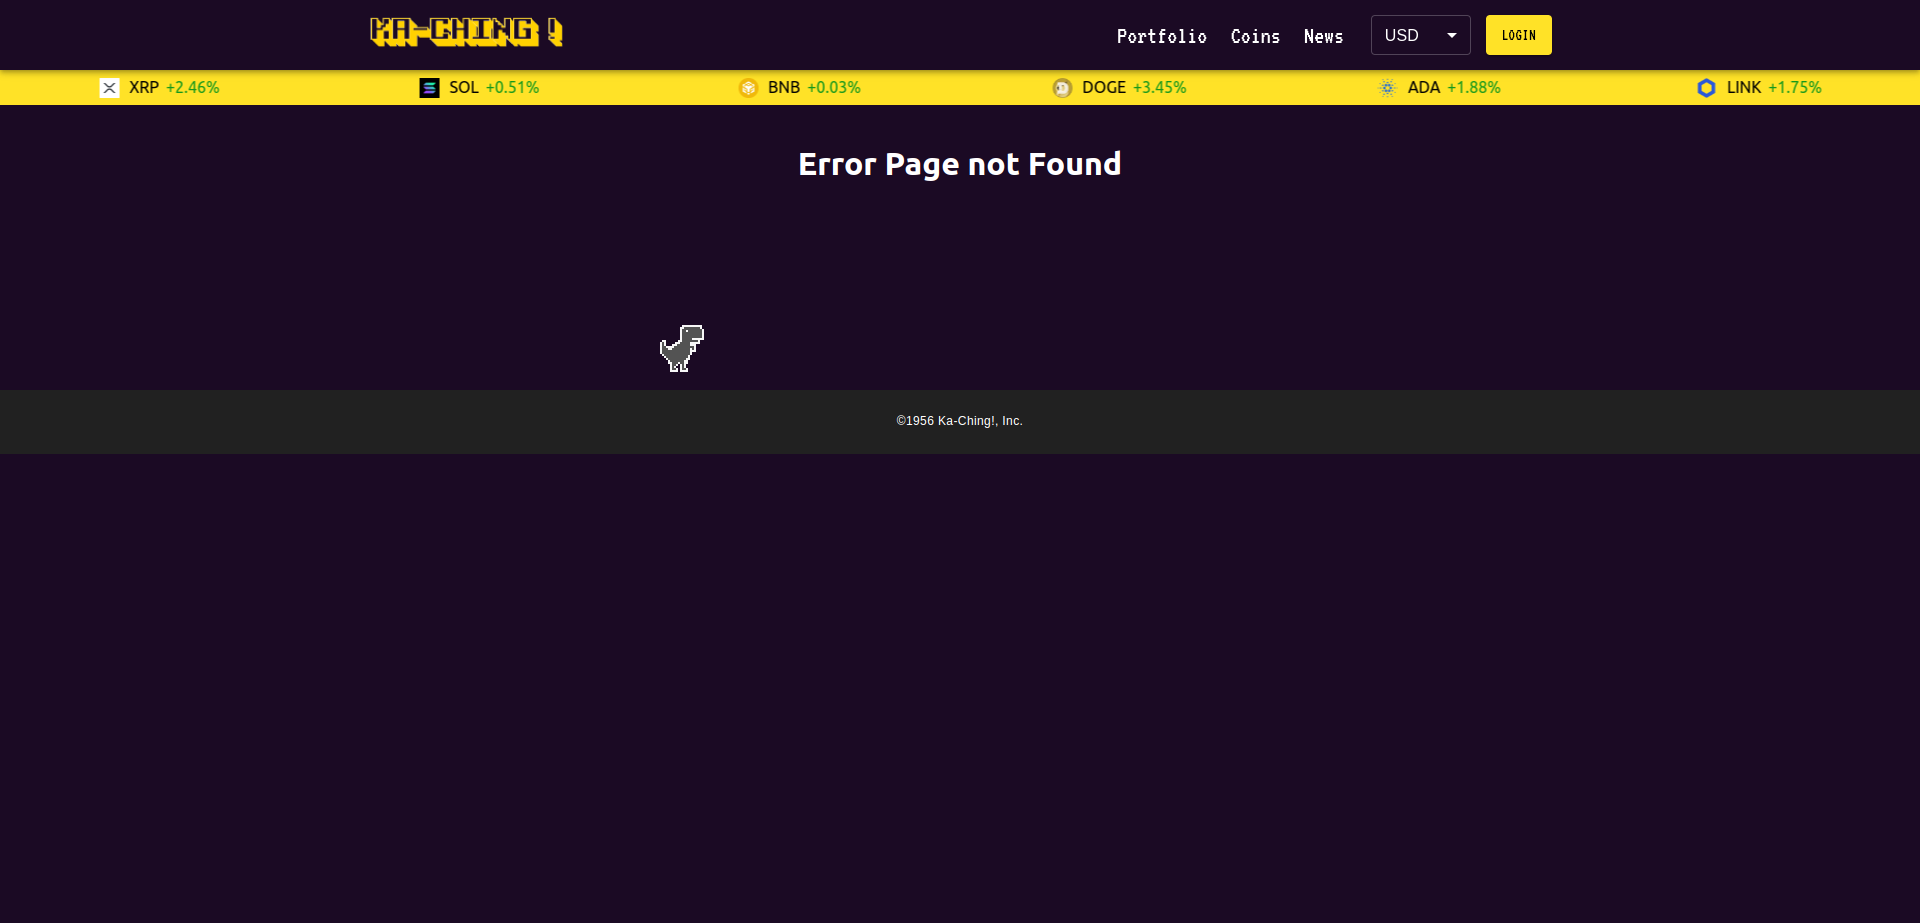 KA-CHING !
Portfolio Coins News USD LOGIN
XRP +2.46% SOL +0.51% BNB +0.03% DOGE +3.45% ADA +1.88% LINK +1.75%
Error Page not Found
©1956 Ka-Ching!, Inc.